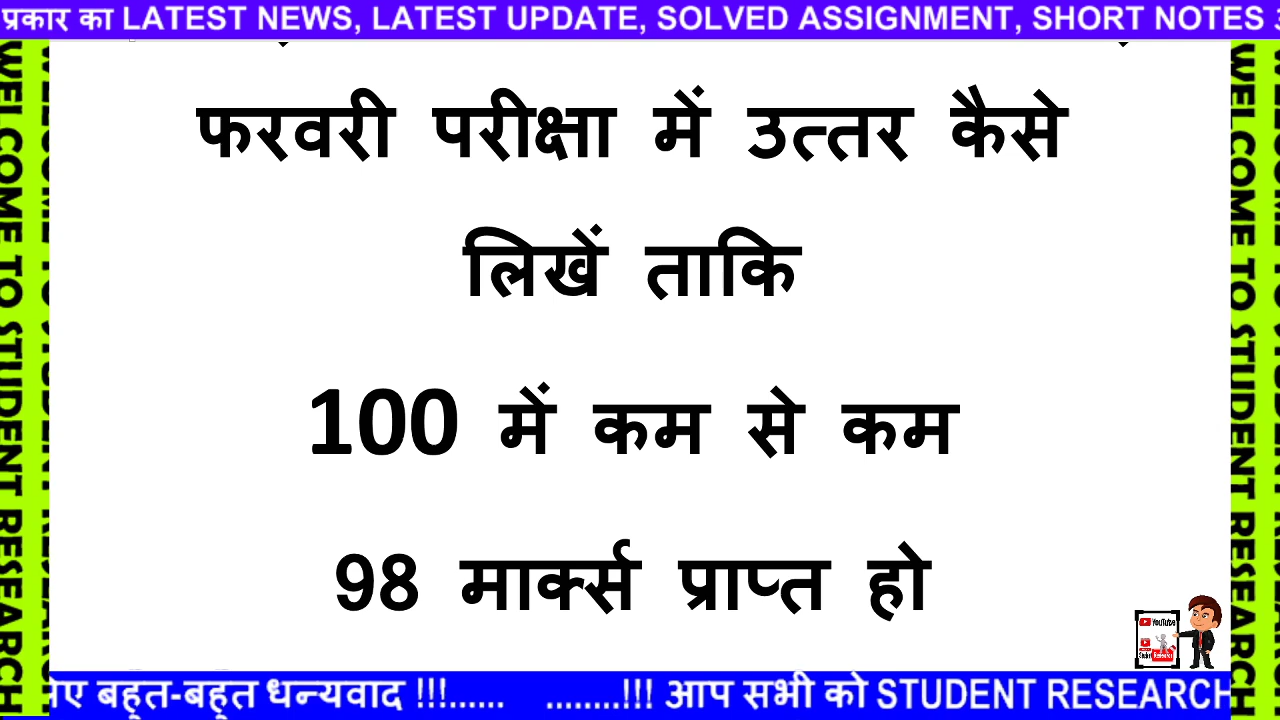 प्रकार का LATEST NEWS, LATEST UPDATE, SOLVED ASSIGNMENT, SHORT NOTES
फरवरी परीक्षा में उत्तर कैसे
लिखें ताकि
100 में कम से कम
98 मार्क्स प्राप्त हो
WELCOME TO STUDENT RESEARCH
WELCOME TO STUDENT RESEARCH
YouTube
बहुत-बहुत धन्यवाद !!!...... ........!!! आप सभी को STUDENT RESEARCH